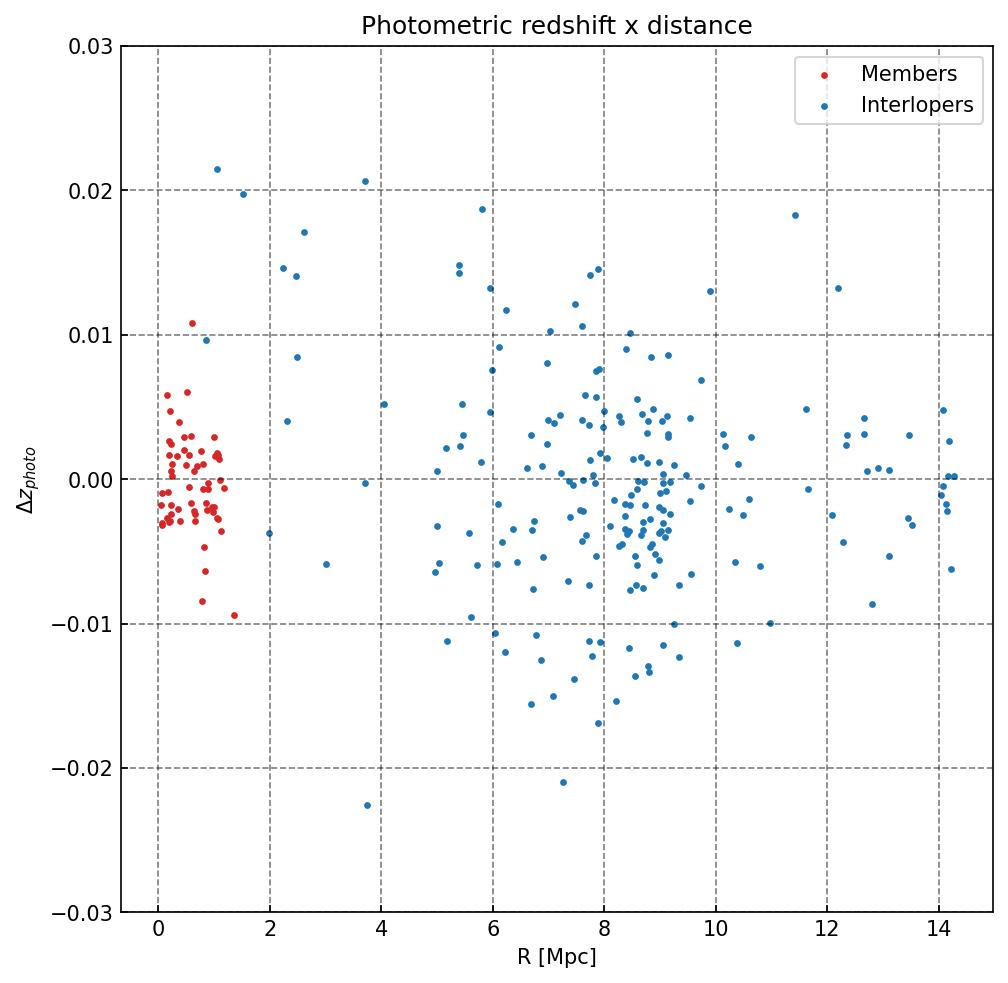 Photometric redshift x distance
Members
Interlopers
0.03
0.02
0.01
0.00
−0.01
−0.02
−0.03
Δz_photo
0 2 4 6 8 10 12 14
R [Mpc]